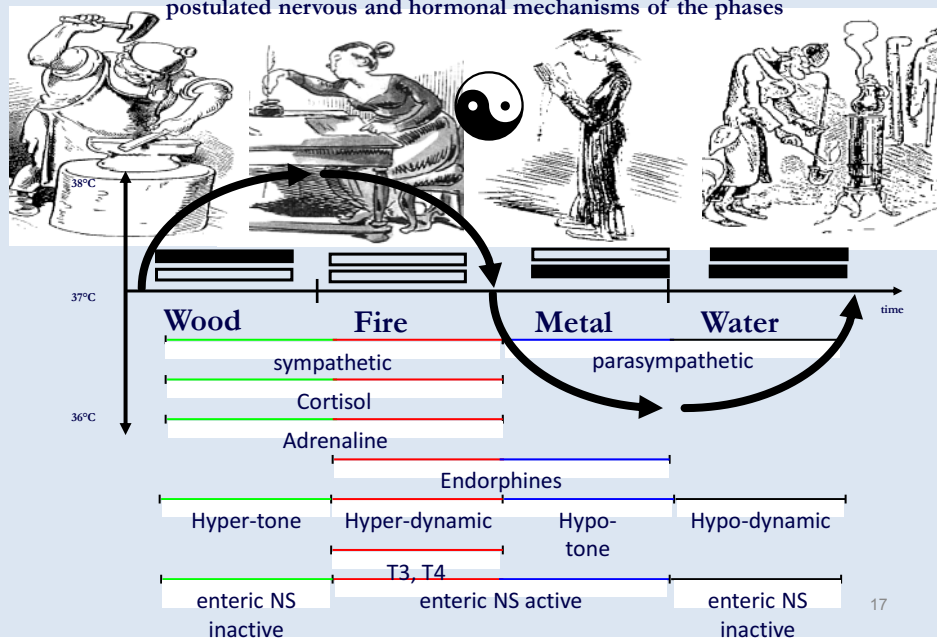 postulated nervous and hormonal mechanisms of the phases
38°C
37°C
time
Wood Fire Metal Water
sympathetic parasympathetic
Cortisol
36°C
Adrenaline
Endorphines
Hyper-tone Hyper-dynamic Hypo- Hypo-dynamic
tone
T3, T4
enteric NS enteric NS active enteric NS
inactive inactive
17